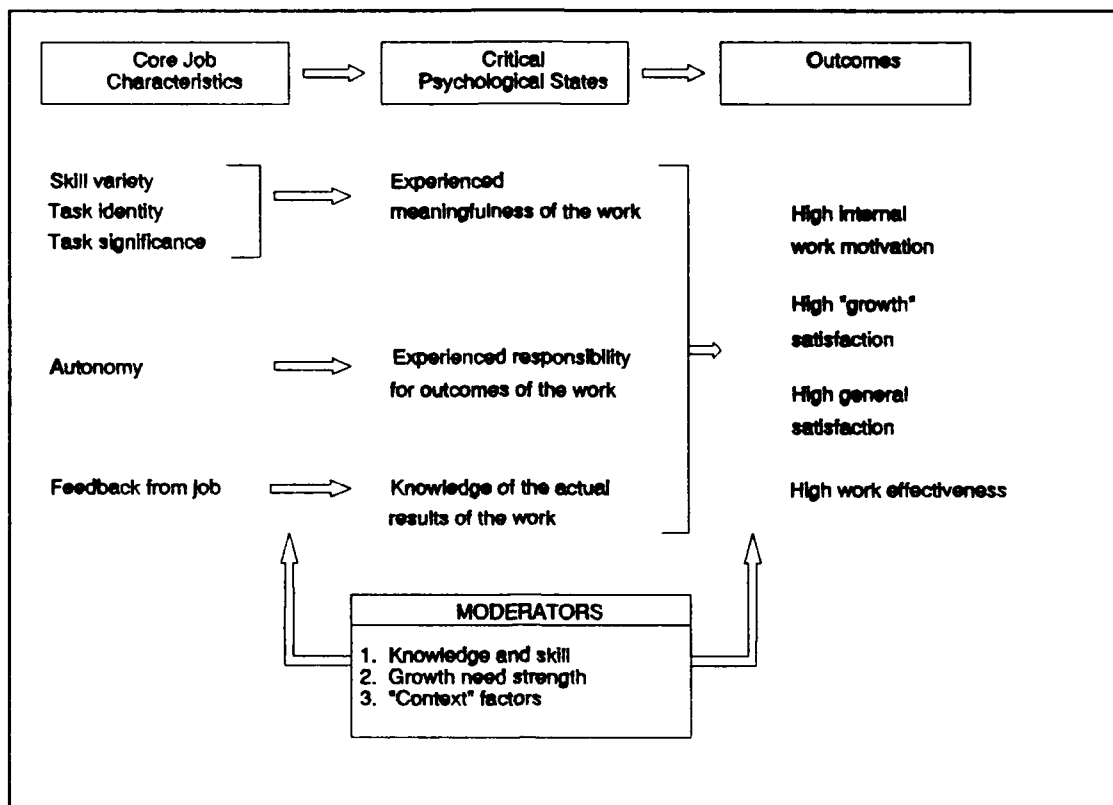 Core Job
Characteristics
Critical
Psychological States
Outcomes
Skill variety
Task identity
Task significance
Experienced
meaningfulness of the work
Autonomy
Experienced responsibility
for outcomes of the work
Feedback from job
Knowledge of the actual
results of the work
High internal
work motivation
High "growth"
satisfaction
High general
satisfaction
High work effectiveness
MODERATORS
1. Knowledge and skill
2. Growth need strength
3. "Context" factors